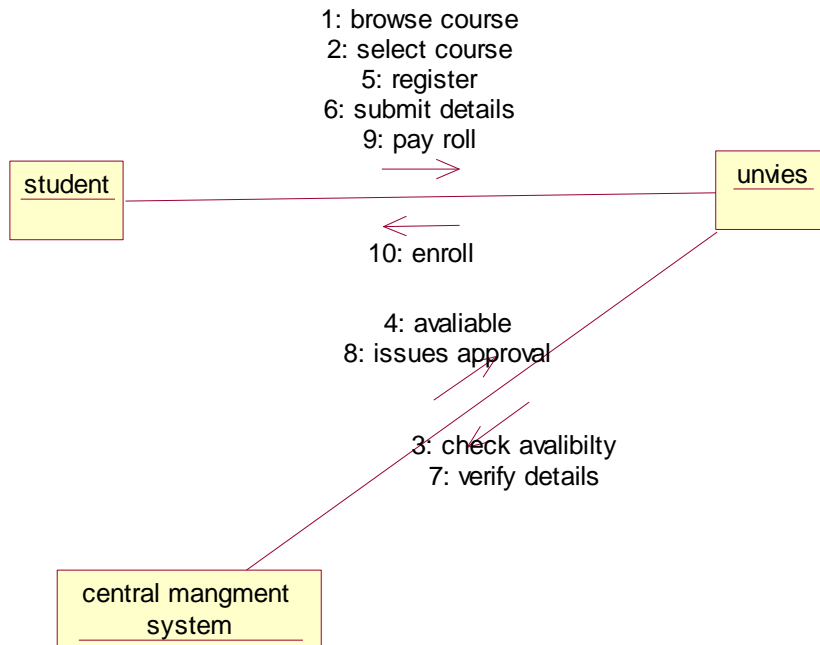 1: browse course
2: select course
5: register
6: submit details
9: pay roll
student
unvies
10: enroll
4: avaliable
8: issues approval
3: check avalibilty
7: verify details
central mangment
system